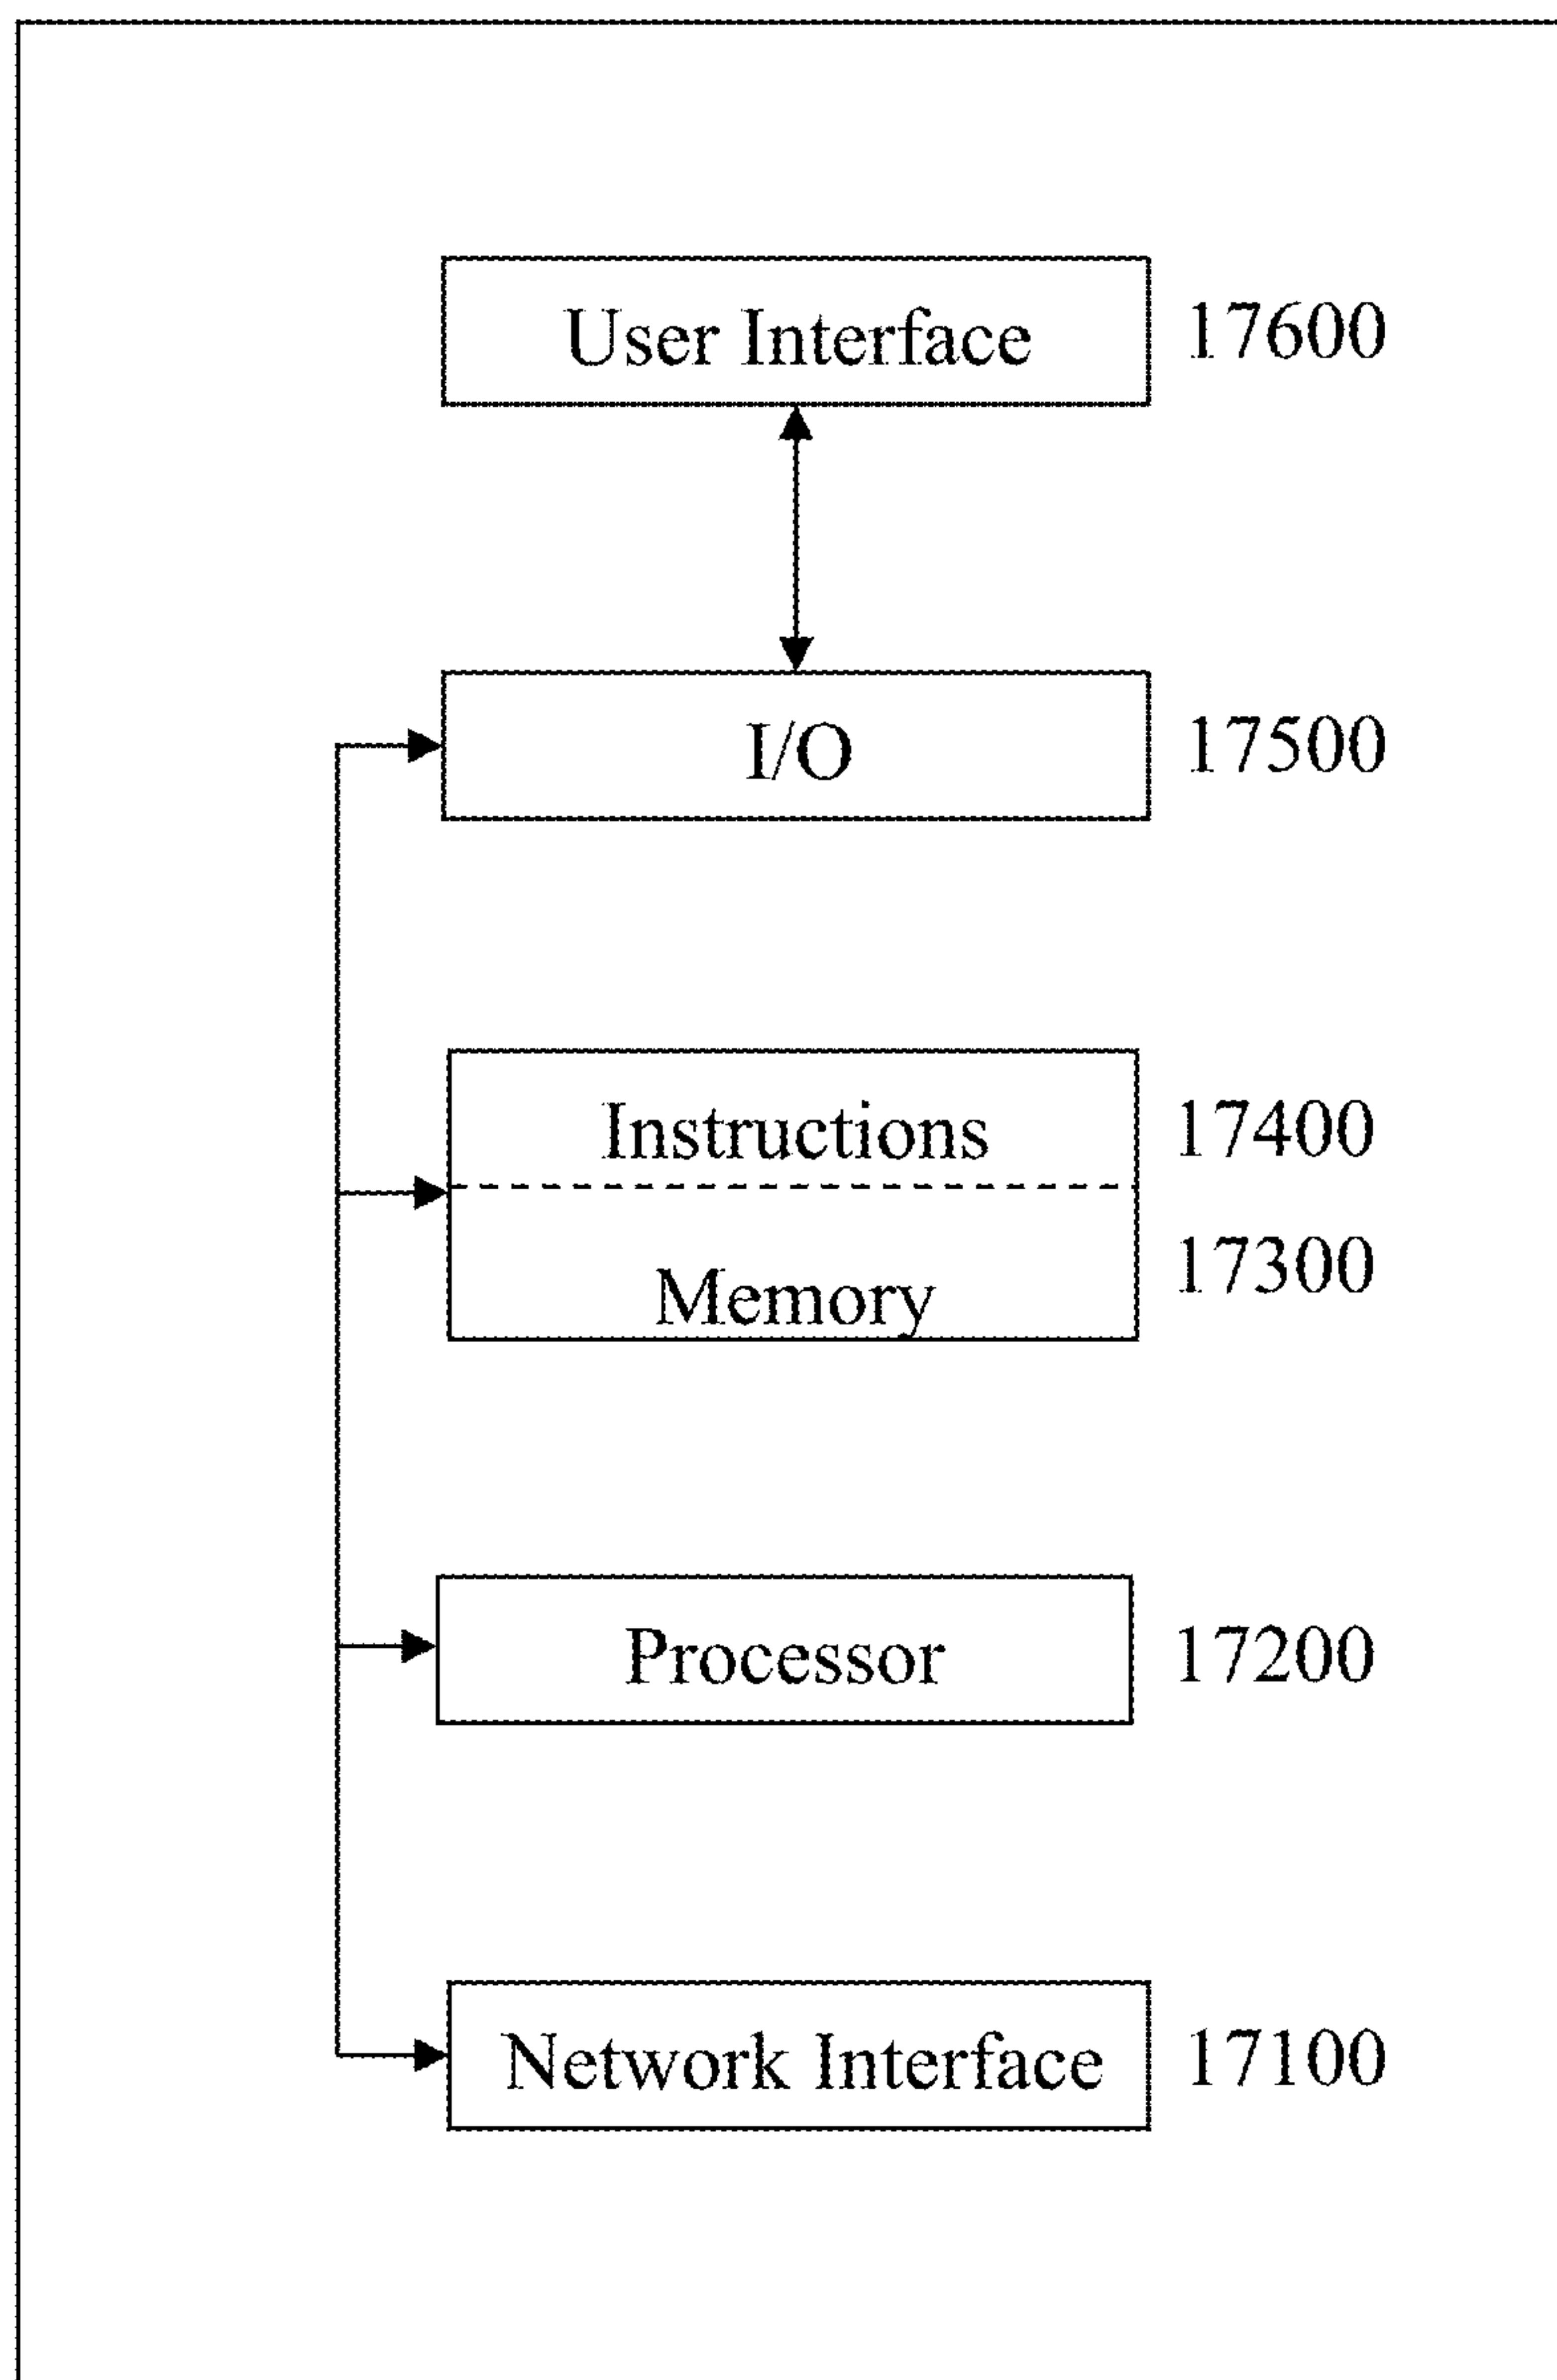 User Interface 17600
I/O 17500
Instructions 17400
Memory 17300
Processor 17200
Network Interface 17100